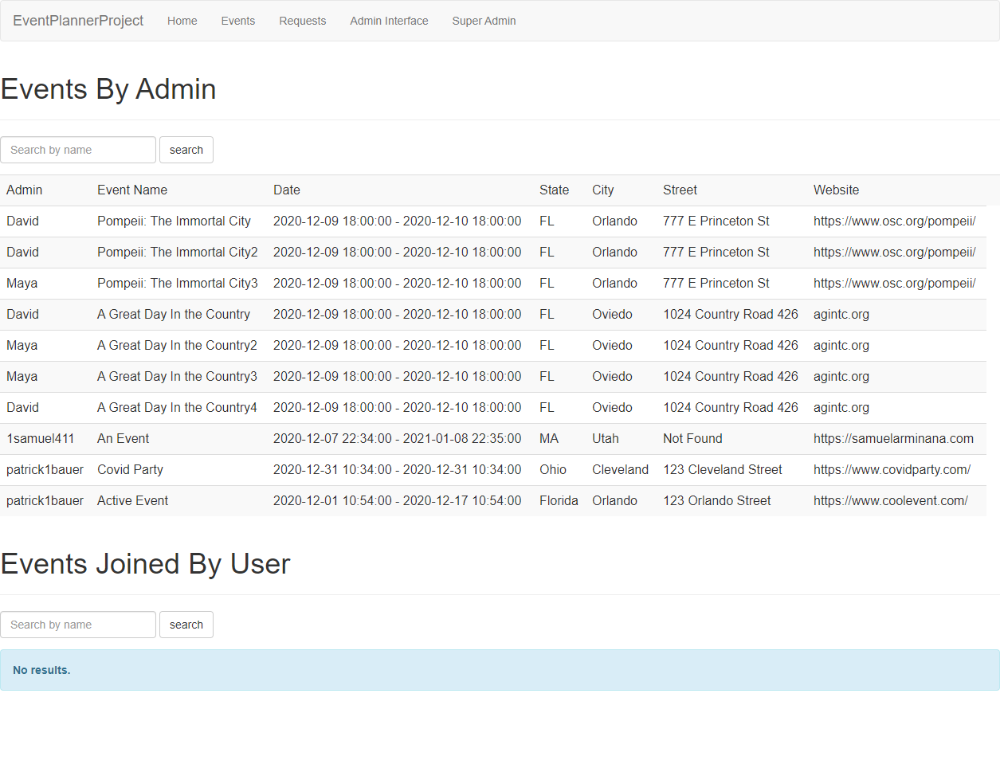 EventPlannerProject Home Events Requests Admin Interface Super Admin
Events By Admin
Search by name search
Admin Event Name Date State City Street Website
David Pompeii: The Immortal City 2020-12-09 18:00:00 - 2020-12-10 18:00:00 FL Orlando 777 E Princeton St https://www.osc.org/pompeii/
David Pompeii: The Immortal City2 2020-12-09 18:00:00 - 2020-12-10 18:00:00 FL Orlando 777 E Princeton St https://www.osc.org/pompeii/
Maya Pompeii: The Immortal City3 2020-12-09 18:00:00 - 2020-12-10 18:00:00 FL Orlando 777 E Princeton St https://www.osc.org/pompeii/
David A Great Day In the Country 2020-12-09 18:00:00 - 2020-12-10 18:00:00 FL Oviedo 1024 Country Road 426 agintc.org
Maya A Great Day In the Country2 2020-12-09 18:00:00 - 2020-12-10 18:00:00 FL Oviedo 1024 Country Road 426 agintc.org
Maya A Great Day In the Country3 2020-12-09 18:00:00 - 2020-12-10 18:00:00 FL Oviedo 1024 Country Road 426 agintc.org
David A Great Day In the Country4 2020-12-09 18:00:00 - 2020-12-10 18:00:00 FL Oviedo 1024 Country Road 426 agintc.org
1samuel411 An Event 2020-12-07 22:34:00 - 2021-01-08 22:35:00 MA Utah Not Found https://samuelarminana.com
patrick1bauer Covid Party 2020-12-31 10:34:00 - 2020-12-31 10:34:00 Ohio Cleveland 123 Cleveland Street https://www.covidparty.com/
patrick1bauer Active Event 2020-12-01 10:54:00 - 2020-12-17 10:54:00 Florida Orlando 123 Orlando Street https://www.coolevent.com/
Events Joined By User
Search by name search
No results.